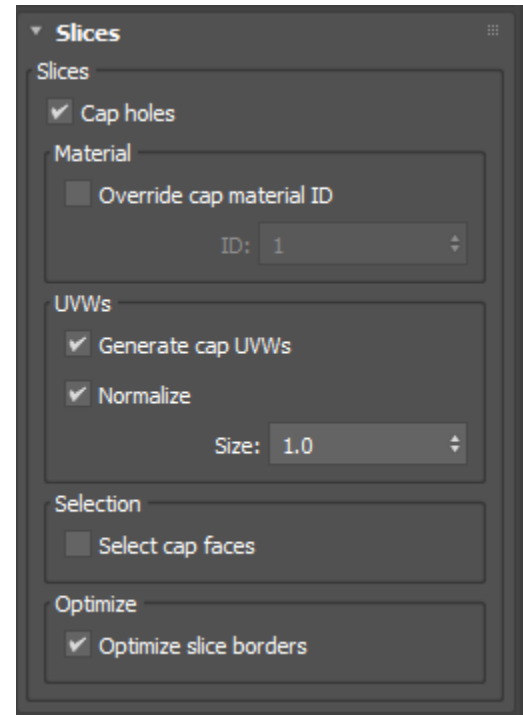 Slices
Slices
Cap holes
Material
Override cap material ID
ID: 1
UVWs
Generate cap UVWs
Normalize
Size: 1.0
Selection
Select cap faces
Optimize
Optimize slice borders